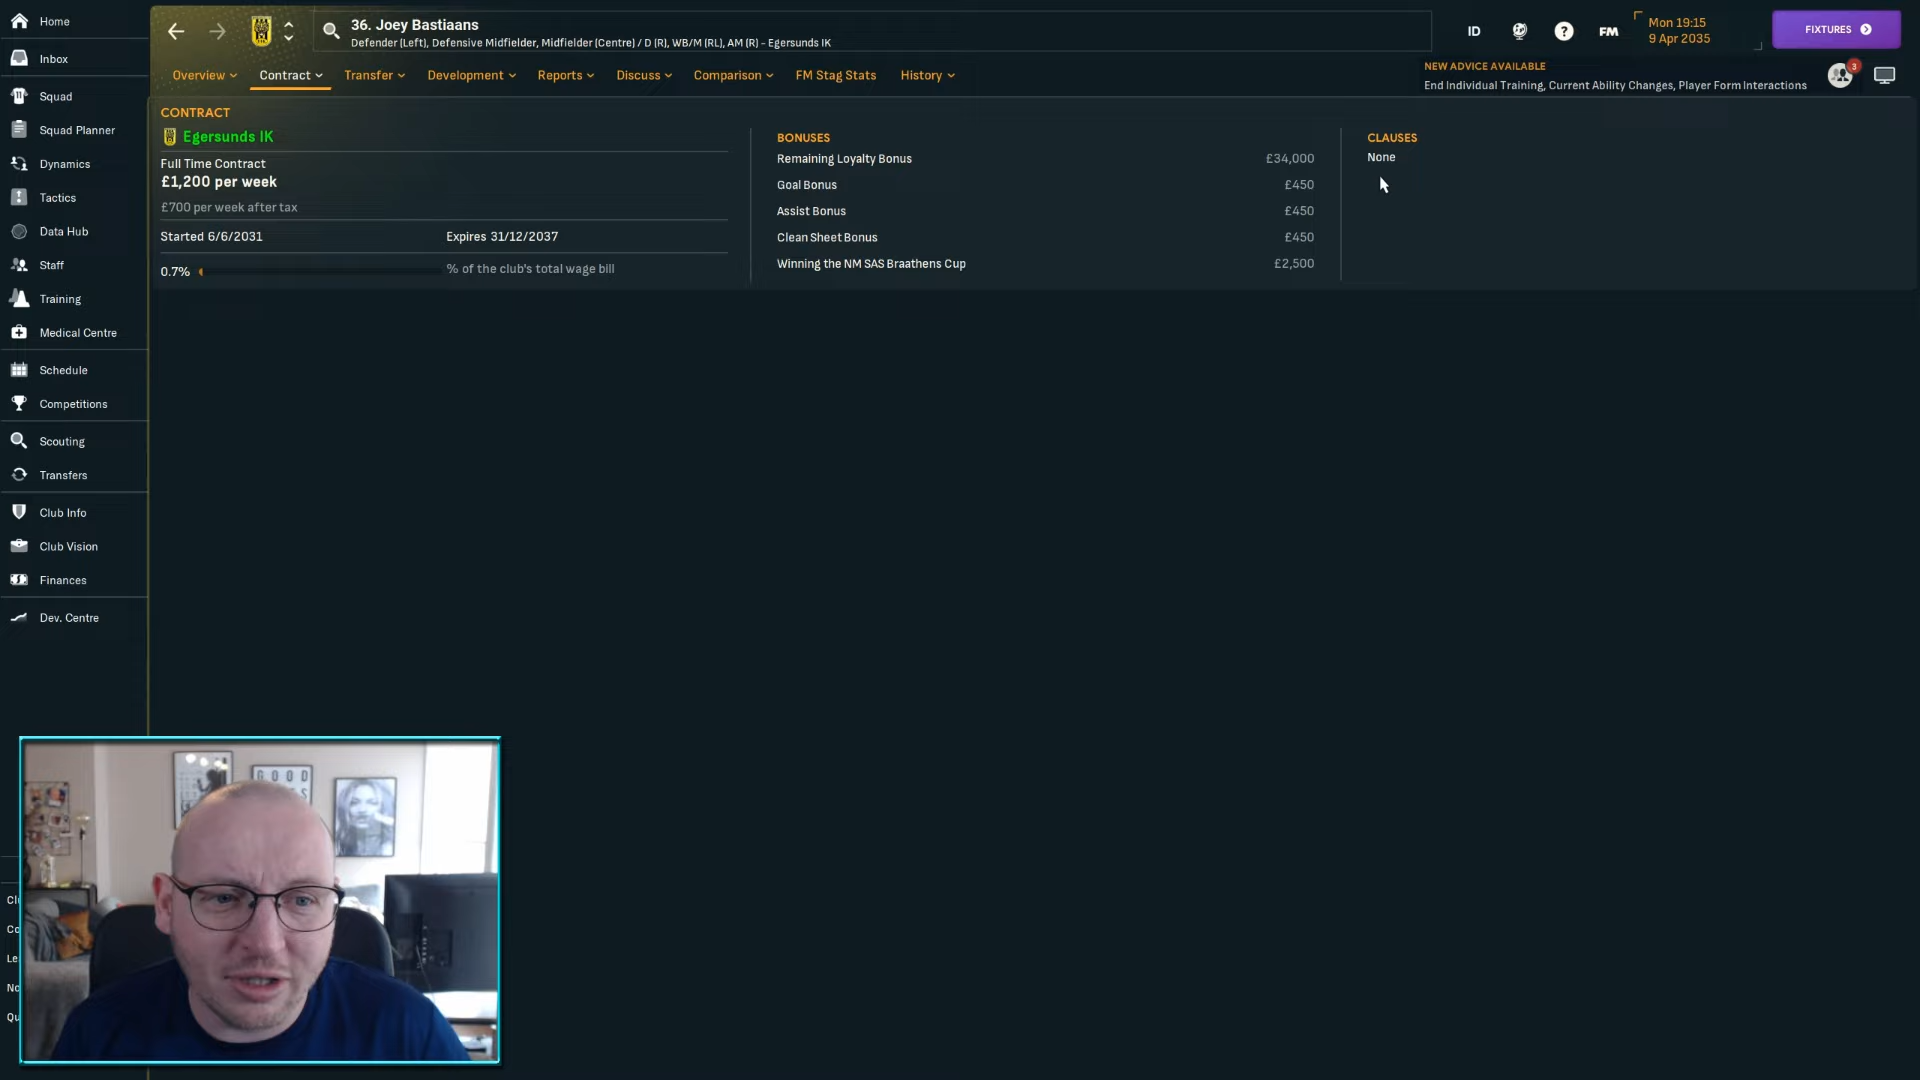 Home
Inbox
Squad
Squad Planner
Dynamics
Tactics
Data Hub
Staff
Training
Medical Centre
Schedule
Competitions
Scouting
Transfers
Club Info
Club Vision
Finances
Dev. Centre
36. Joey Bastiaans
Defender (Left), Defensive Midfielder, Midfielder (Centre) / D (R), WB/M (RL), AM (R) - Egersunds IK
ID
?
FM
Mon 19:15
9 Apr 2035
FIXTURES
Overview
Contract
Transfer
Development
Reports
Discuss
Comparison
FM Stag Stats
History
NEW ADVICE AVAILABLE
End Individual Training, Current Ability Changes, Player Form Interactions
3
CONTRACT
Egersunds IK
Full Time Contract
£1,200 per week
£700 per week after tax
Started 6/6/2031
Expires 31/12/2037
0.7%
% of the club's total wage bill
BONUSES
Remaining Loyalty Bonus £34,000
Goal Bonus £450
Assist Bonus £450
Clean Sheet Bonus £450
Winning the NM SAS Braathens Cup £2,500
CLAUSES
None
GOOD